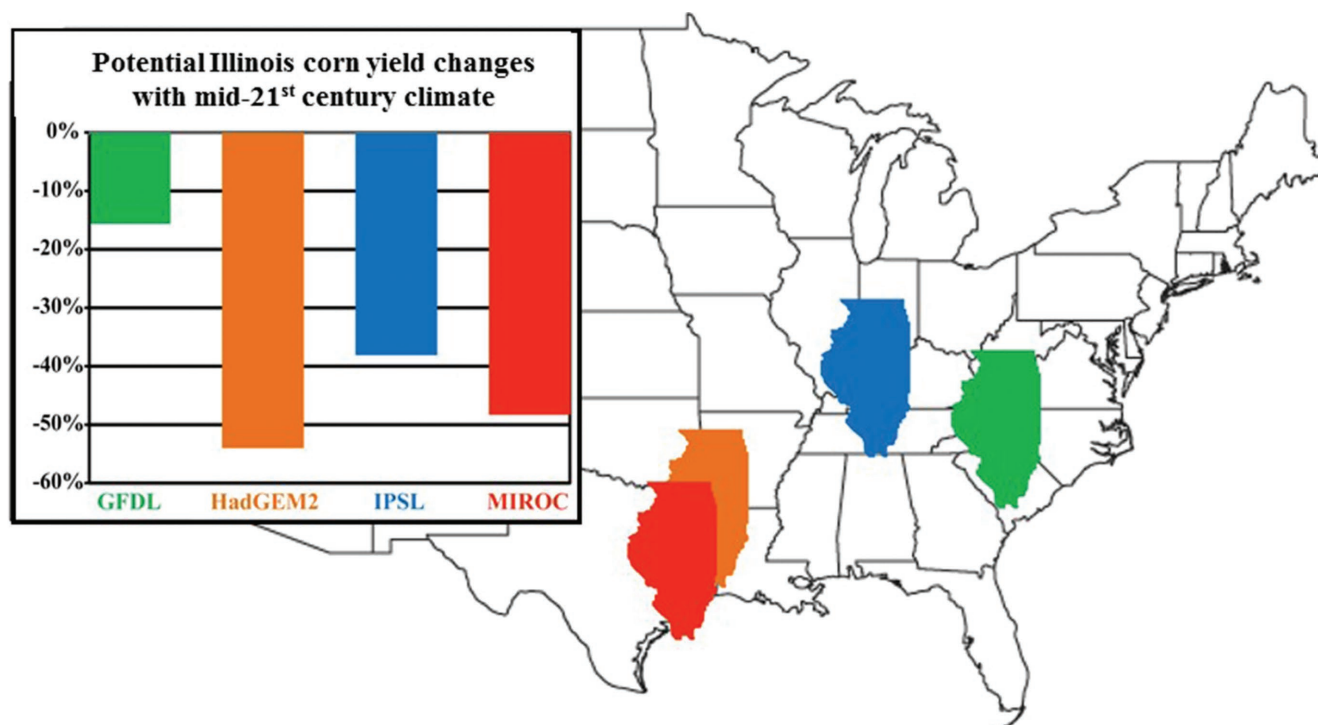 Potential Illinois corn yield changes
with mid-21st century climate
0%
-10%
-20%
-30%
-40%
-50%
-60%
GFDL HadGEM2 IPSL MIROC